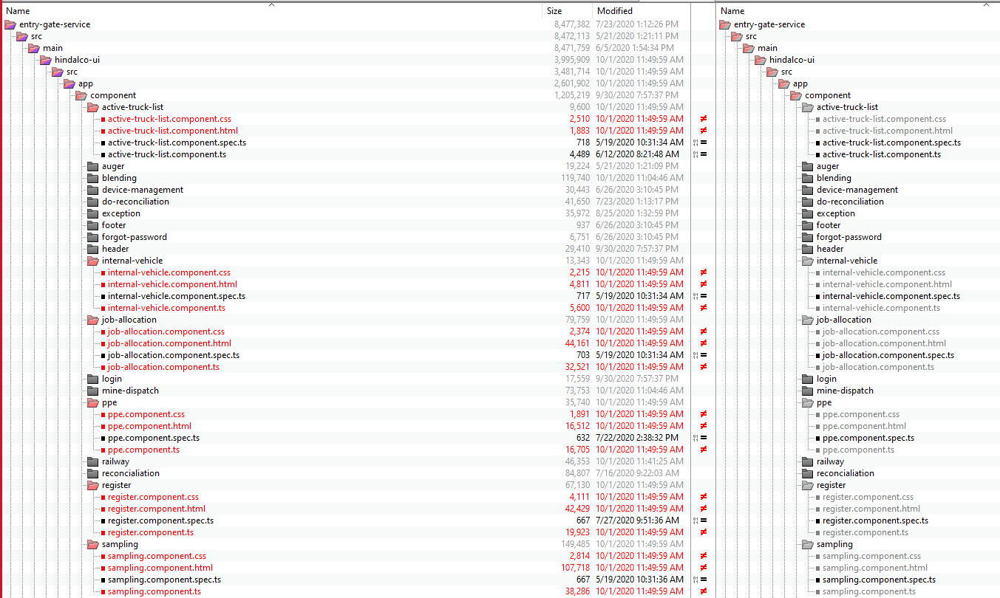 Name Size Modified Name
entry-gate-service 8,477,382 7/23/2020 1:12:26 PM entry-gate-service
src 8,472,113 5/21/2020 1:21:11 PM src
main 8,471,759 6/5/2020 1:54:34 PM main
hindalco-ui 3,995,909 10/1/2020 11:49:59 AM hindalco-ui
src 3,481,714 10/1/2020 11:49:59 AM src
app 2,601,902 10/1/2020 11:49:59 AM app
component 1,205,219 9/30/2020 7:57:37 PM component
active-truck-list 9,600 10/1/2020 11:49:59 AM active-truck-list
active-truck-list.component.css 2,510 10/1/2020 11:49:59 AM ≠ active-truck-list.component.css
active-truck-list.component.html 1,883 10/1/2020 11:49:59 AM ≠ active-truck-list.component.html
active-truck-list.component.spec.ts 718 5/19/2020 10:31:34 AM = active-truck-list.component.spec.ts
active-truck-list.component.ts 4,489 6/12/2020 8:21:48 AM = active-truck-list.component.ts
auger 19,224 5/21/2020 1:21:09 PM auger
blending 119,740 10/1/2020 11:04:46 AM blending
device-management 30,443 6/26/2020 3:10:45 PM device-management
do-reconciliation 41,650 7/23/2020 1:13:17 PM do-reconciliation
exception 35,972 8/25/2020 1:32:59 PM exception
footer 937 6/26/2020 3:10:45 PM footer
forgot-password 6,751 6/26/2020 3:10:45 PM forgot-password
header 29,410 9/30/2020 7:57:37 PM header
internal-vehicle 13,343 10/1/2020 11:49:59 AM internal-vehicle
internal-vehicle.component.css 2,215 10/1/2020 11:49:59 AM ≠ internal-vehicle.component.css
internal-vehicle.component.html 4,811 10/1/2020 11:49:59 AM ≠ internal-vehicle.component.html
internal-vehicle.component.spec.ts 717 5/19/2020 10:31:34 AM = internal-vehicle.component.spec.ts
internal-vehicle.component.ts 5,600 10/1/2020 11:49:59 AM ≠ internal-vehicle.component.ts
job-allocation 79,759 10/1/2020 11:49:59 AM job-allocation
job-allocation.component.css 2,374 10/1/2020 11:49:59 AM ≠ job-allocation.component.css
job-allocation.component.html 44,161 10/1/2020 11:49:59 AM ≠ job-allocation.component.html
job-allocation.component.spec.ts 703 5/19/2020 10:31:34 AM = job-allocation.component.spec.ts
job-allocation.component.ts 32,521 10/1/2020 11:49:59 AM ≠ job-allocation.component.ts
login 17,559 9/30/2020 7:57:37 PM login
mine-dispatch 73,753 10/1/2020 11:04:46 AM mine-dispatch
ppe 35,740 10/1/2020 11:49:59 AM ppe
ppe.component.css 1,891 10/1/2020 11:49:59 AM ≠ ppe.component.css
ppe.component.html 16,512 10/1/2020 11:49:59 AM ≠ ppe.component.html
ppe.component.spec.ts 632 7/22/2020 2:38:32 PM = ppe.component.spec.ts
ppe.component.ts 16,705 10/1/2020 11:49:59 AM ≠ ppe.component.ts
railway 46,353 10/1/2020 11:41:25 AM railway
reconcialiation 84,807 7/16/2020 9:22:03 AM reconcialiation
register 67,130 10/1/2020 11:49:59 AM register
register.component.css 4,111 10/1/2020 11:49:59 AM ≠ register.component.css
register.component.html 42,429 10/1/2020 11:49:59 AM ≠ register.component.html
register.component.spec.ts 667 7/27/2020 9:51:36 AM = register.component.spec.ts
register.component.ts 19,923 10/1/2020 11:49:59 AM ≠ register.component.ts
sampling 149,485 10/1/2020 11:49:59 AM sampling
sampling.component.css 2,814 10/1/2020 11:49:59 AM ≠ sampling.component.css
sampling.component.html 107,718 10/1/2020 11:49:59 AM ≠ sampling.component.html
sampling.component.spec.ts 667 5/19/2020 10:31:36 AM = sampling.component.spec.ts
sampling.component.ts 38,286 10/1/2020 11:49:59 AM ≠ sampling.component.ts